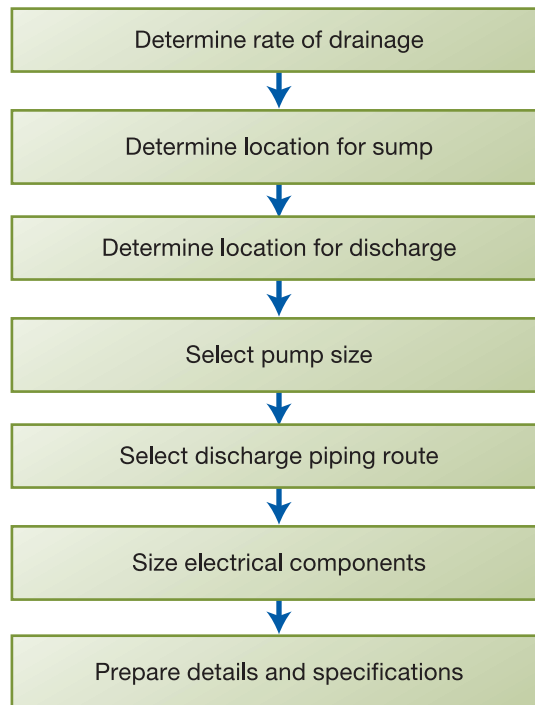 Determine rate of drainage
Determine location for sump
Determine location for discharge
Select pump size
Select discharge piping route
Size electrical components
Prepare details and specifications